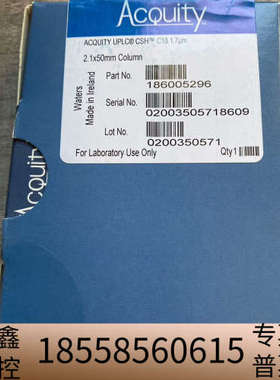 Acquity
ACQUITY UPLC® CSH™ C18 1.7µm
2.1x50mm Column
Part No.
186005296
Serial No.
02003505718609
Waters
Made in Ireland
Lot No.
0200350571
For Laboratory Use Only
Qty 1
Acquity
鑫 18558560615 专
控 普